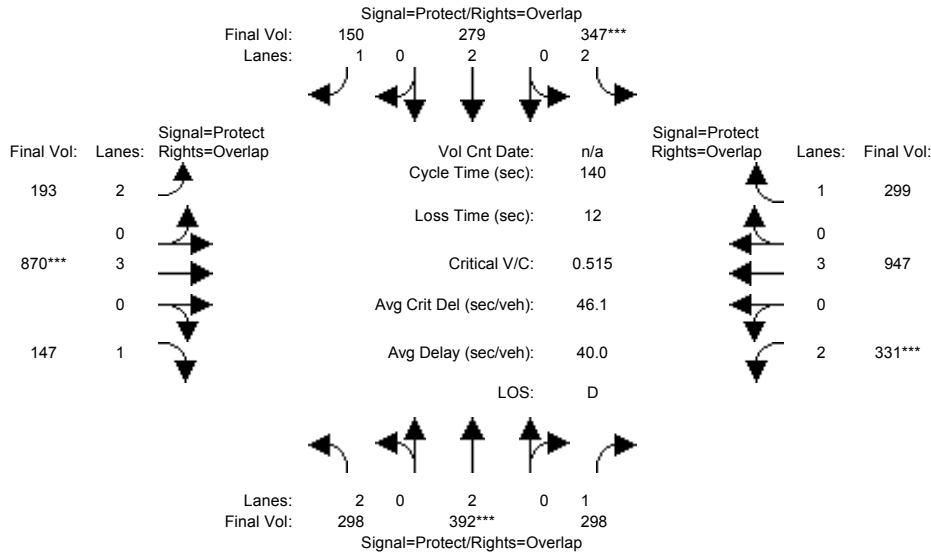 Signal=Protect/Rights=Overlap
Final Vol: 150 279 347***
Lanes: 1 0 2 0 2
Signal=Protect Signal=Protect
Final Vol: Lanes: Rights=Overlap Vol Cnt Date: n/a Rights=Overlap Lanes: Final Vol:
Cycle Time (sec): 140
193 2 1 299
Loss Time (sec): 12
0 0
870*** 3 Critical V/C: 0.515 3 947
0 Avg Crit Del (sec/veh): 46.1 0
147 1 Avg Delay (sec/veh): 40.0 2 331***
LOS: D
Lanes: 2 0 2 0 1
Final Vol: 298 392*** 298
Signal=Protect/Rights=Overlap